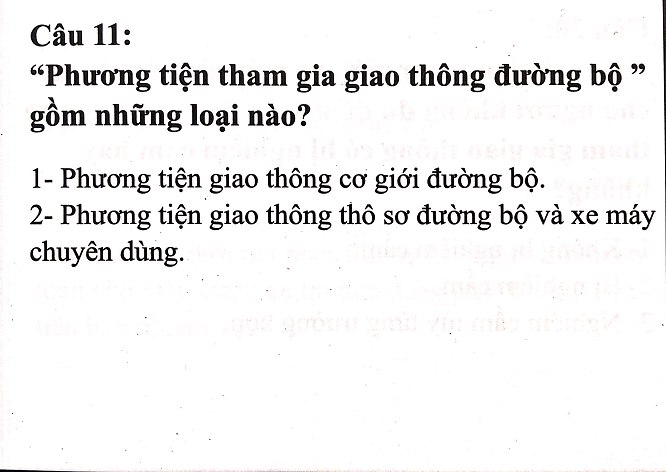 Câu 11:
“Phương tiện tham gia giao thông đường bộ ”
gồm những loại nào?
1- Phương tiện giao thông cơ giới đường bộ.
2- Phương tiện giao thông thô sơ đường bộ và xe máy
chuyên dùng.